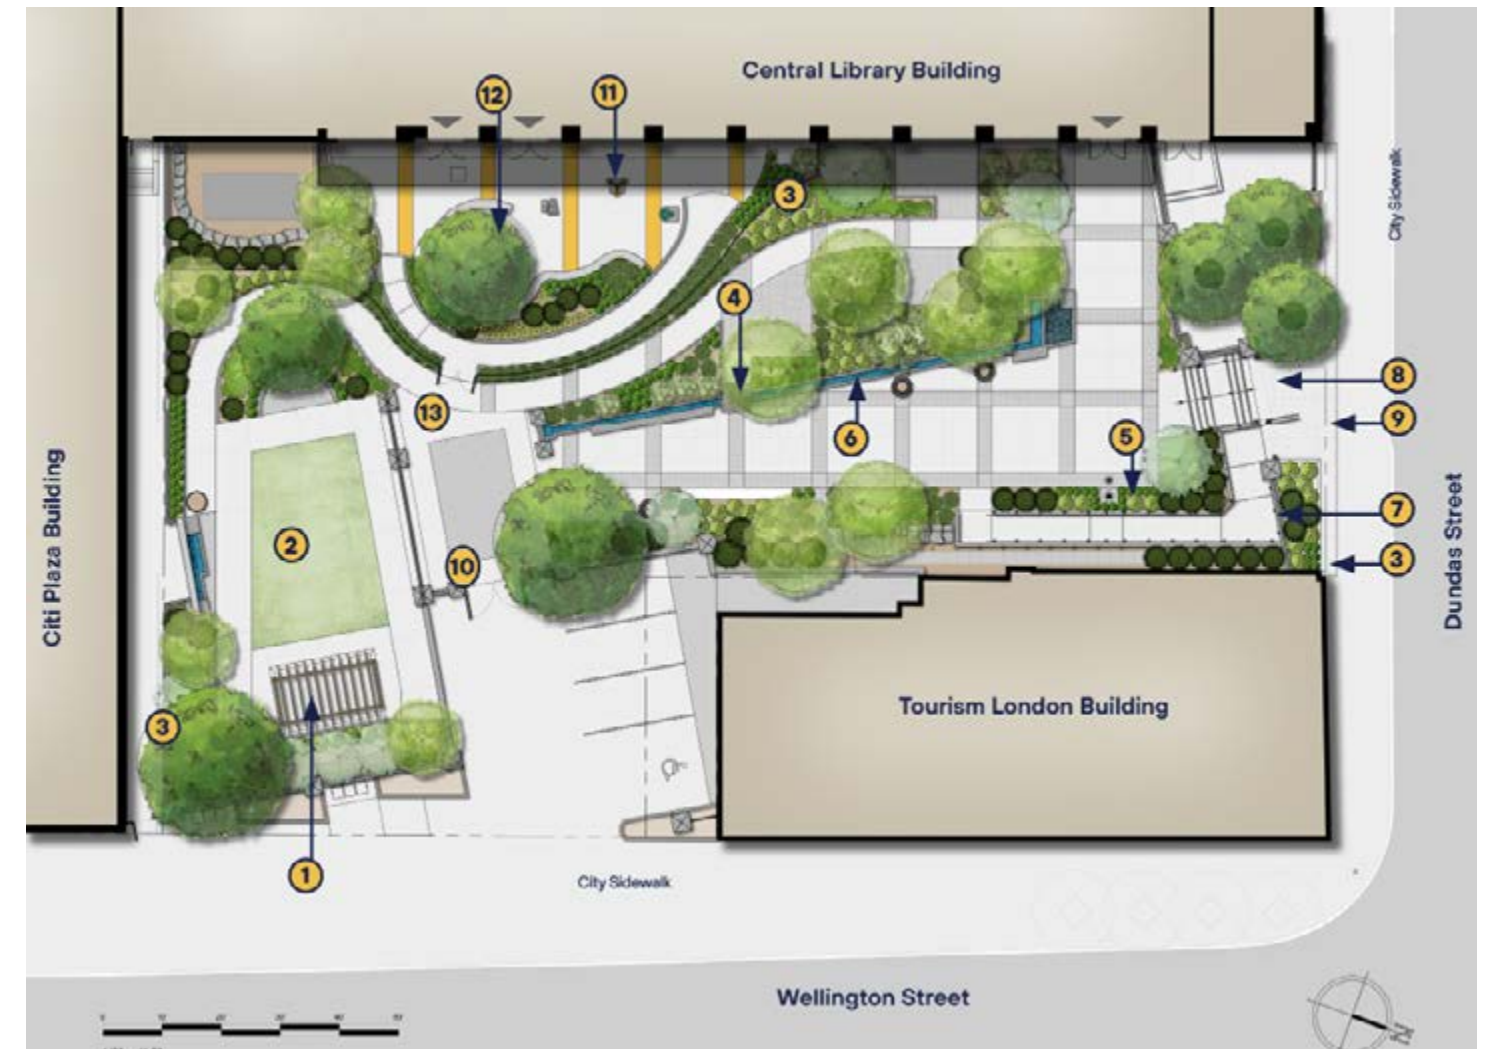 Central Library Building
12
11
City Sidewalk
3
4
8
13
9
6
5
Citi Plaza Building
2
7
Dundas Street
10
3
Tourism London Building
3
1
City Sidewalk
Wellington Street
N